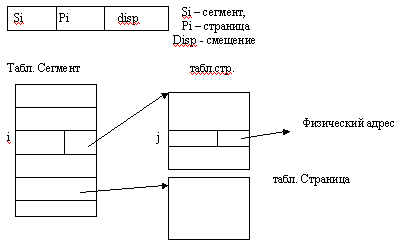 Si Pi disp
Si – сегмент,
Pi – страница
Disp - смещение
Табл. Сегмент табл.стр.
i j Физический адрес
табл. Страница